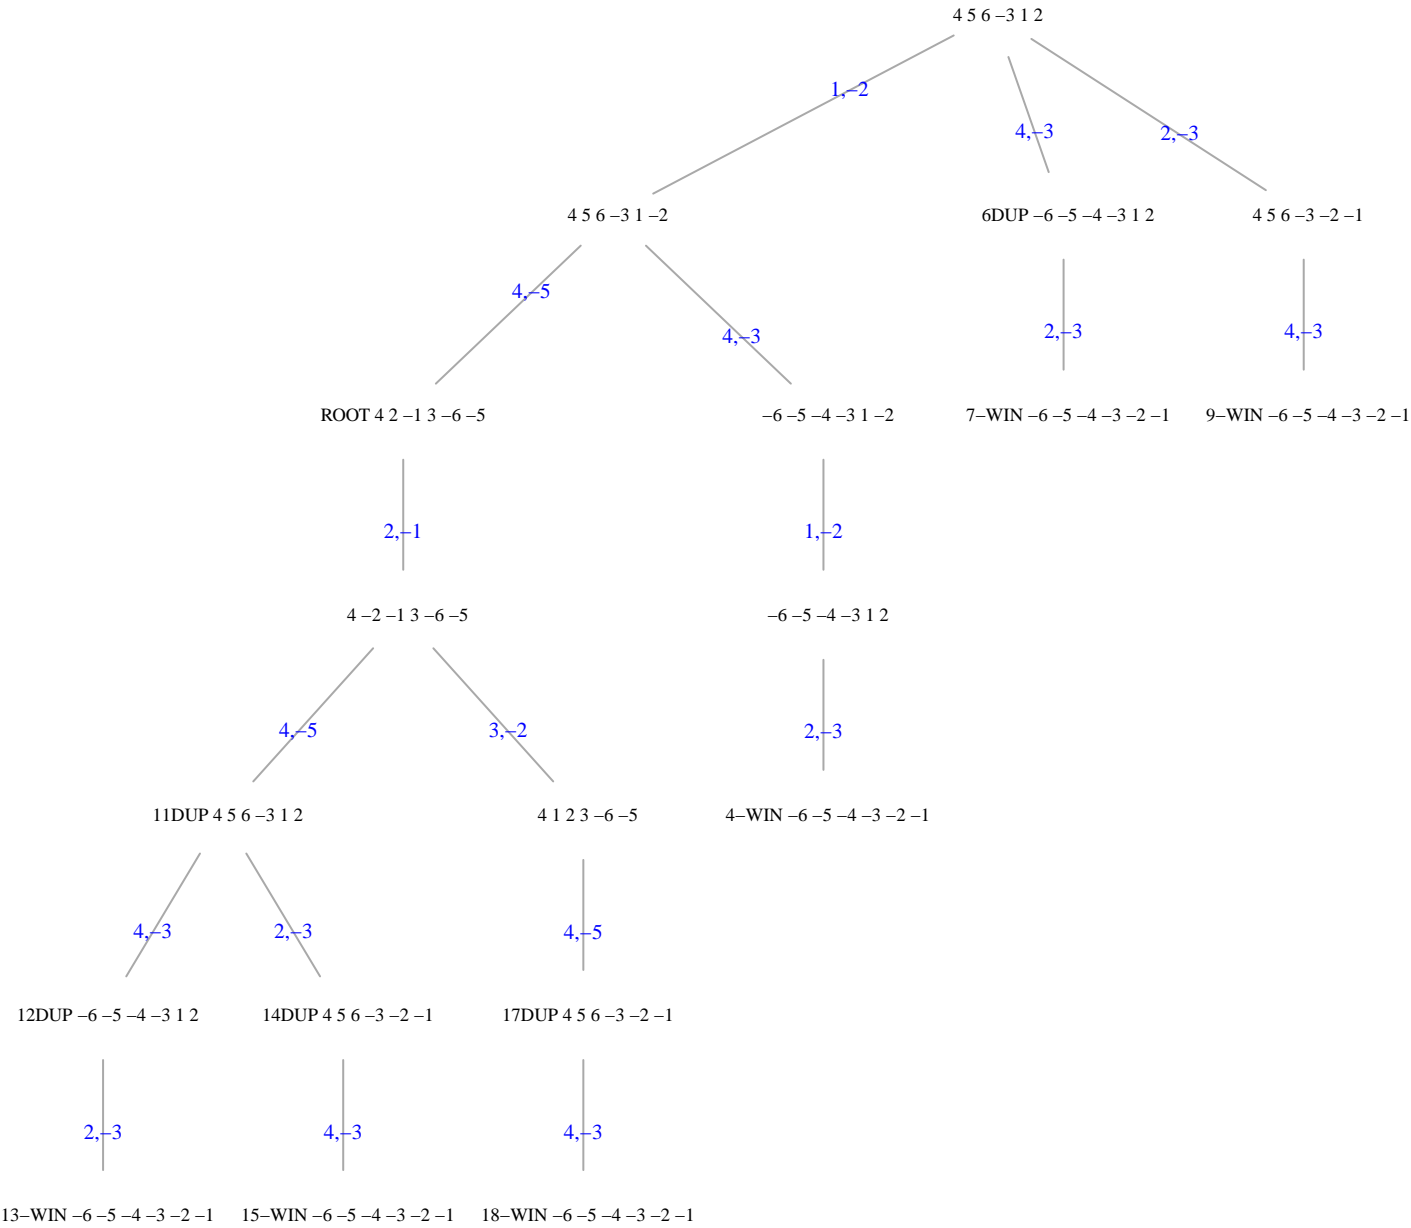 4 5 6 –3 1 2
1,–2
4,–3
2,–3
4 5 6 –3 1 –2
6DUP –6 –5 –4 –3 1 2
4 5 6 –3 –2 –1
4,–5
4,–3
2,–3
4,–3
ROOT 4 2 –1 3 –6 –5
–6 –5 –4 –3 1 –2
7–WIN –6 –5 –4 –3 –2 –1
9–WIN –6 –5 –4 –3 –2 –1
2,–1
1,–2
4 –2 –1 3 –6 –5
–6 –5 –4 –3 1 2
4,–5
3,–2
2,–3
11DUP 4 5 6 –3 1 2
4 1 2 3 –6 –5
4–WIN –6 –5 –4 –3 –2 –1
4,–3
2,–3
4,–5
12DUP –6 –5 –4 –3 1 2
14DUP 4 5 6 –3 –2 –1
17DUP 4 5 6 –3 –2 –1
2,–3
4,–3
4,–3
13–WIN –6 –5 –4 –3 –2 –1
15–WIN –6 –5 –4 –3 –2 –1
18–WIN –6 –5 –4 –3 –2 –1